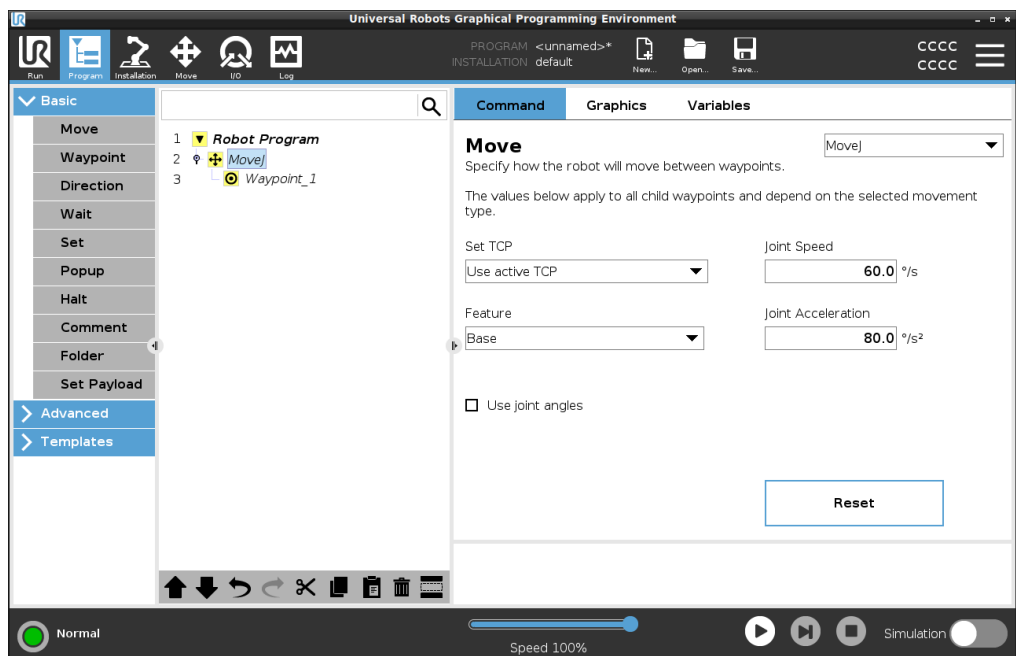 UR
Universal Robots Graphical Programming Environment
UR
Run
Program
Installation
Move
I/O
Log
PROGRAM <unnamed>*
INSTALLATION default
New...
Open...
Save...
CCCC
CCCC
Basic
Move
Waypoint
Direction
Wait
Set
Popup
Halt
Comment
Folder
Set Payload
Advanced
Templates
1 Robot Program
2 MoveJ
3 Waypoint_1
Command Graphics Variables
Move
MoveJ
Specify how the robot will move between waypoints.
The values below apply to all child waypoints and depend on the selected movement
type.
Set TCP
Joint Speed
Use active TCP
60.0 °/s
Feature
Joint Acceleration
Base
80.0 °/s²
Use joint angles
Reset
Normal
Speed 100%
Simulation